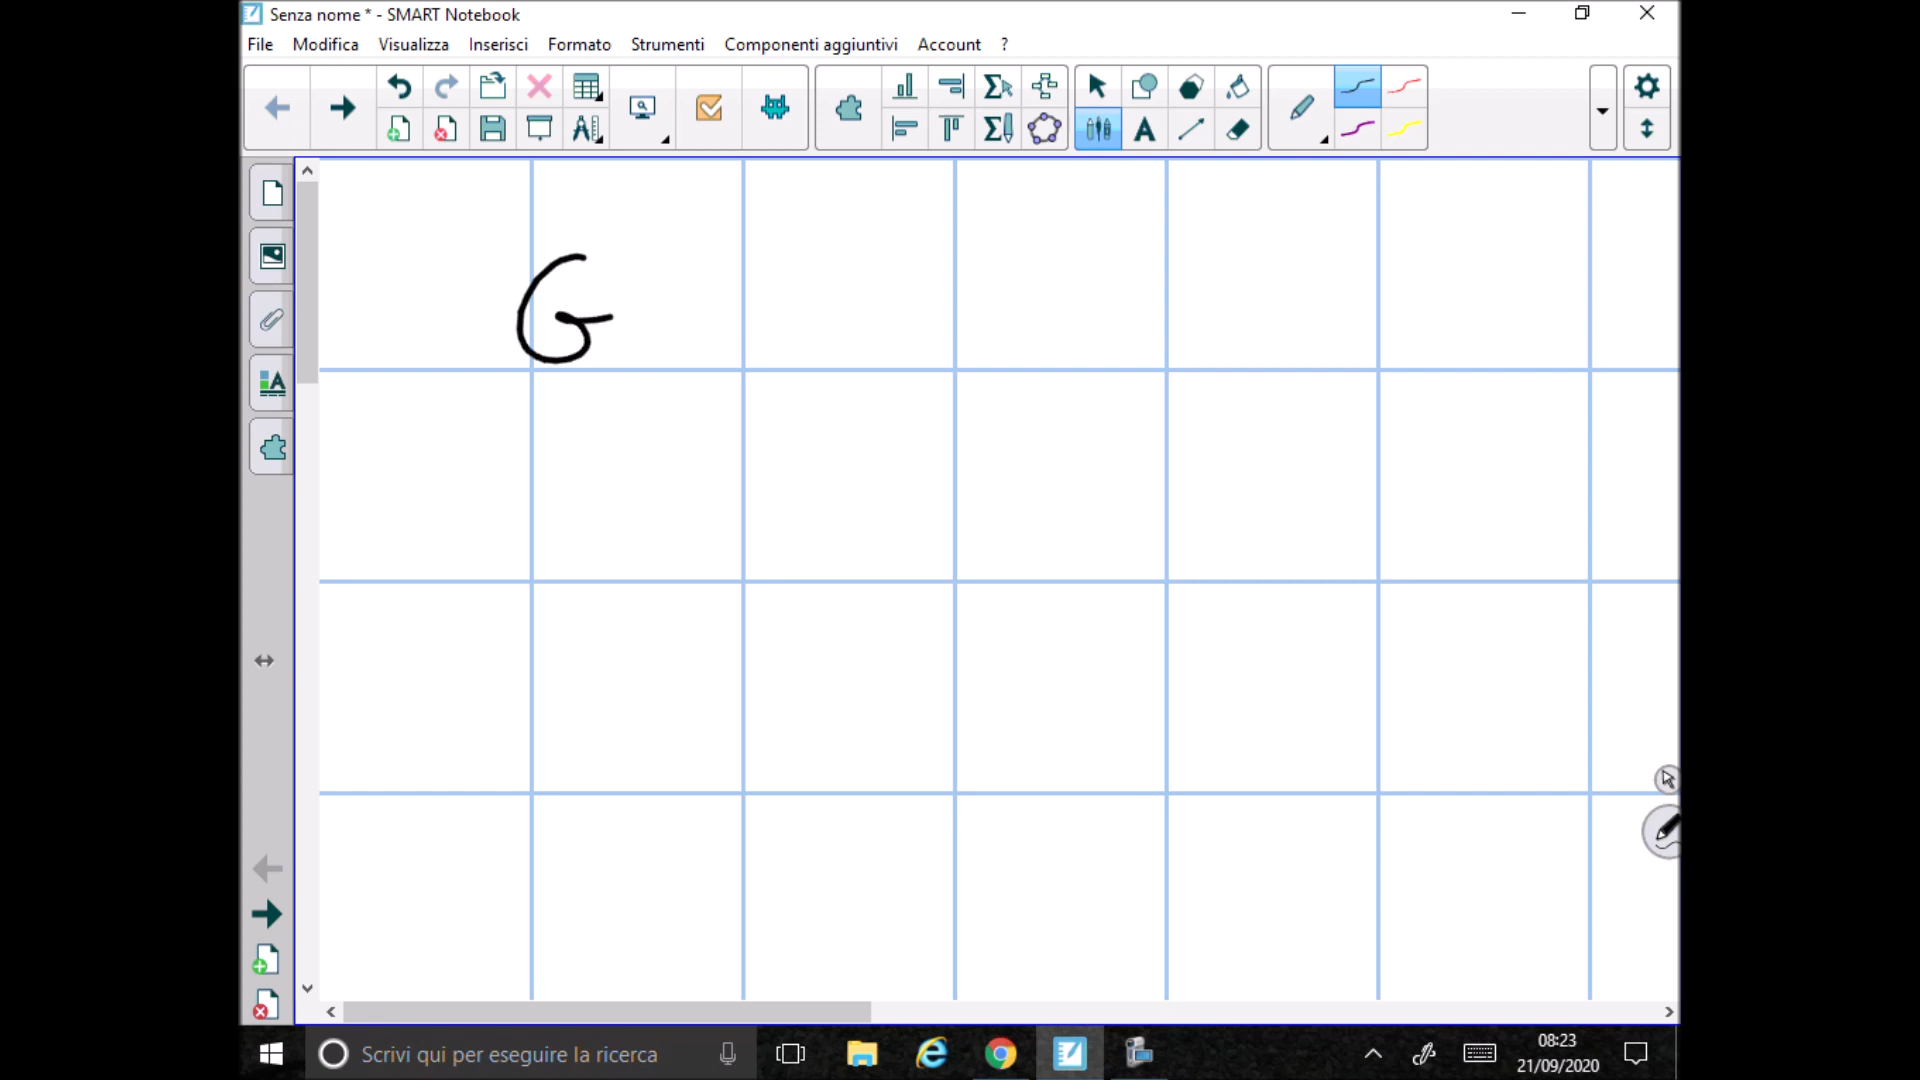 Senza nome * - SMART Notebook
File Modifica Visualizza Inserisci Formato Strumenti Componenti aggiuntivi Account ?
G
Scrivi qui per eseguire la ricerca
08:23
21/09/2020